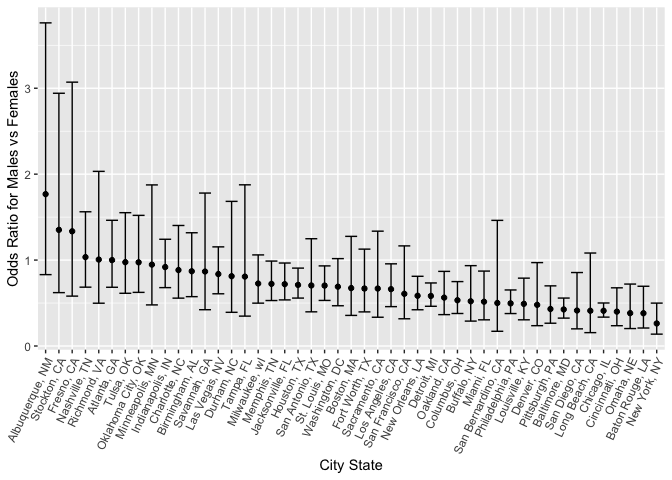 Odds Ratio for Males vs Females
3
2
1
0
Albuquerque, NM
Stockton, CA
Fresno, CA
Nashville, TN
Richmond, VA
Atlanta, GA
Tulsa, OK
Oklahoma City, OK
Minneapolis, MN
Indianapolis, IN
Charlotte, NC
Birmingham, AL
Savannah, GA
Las Vegas, NV
Durham, NC
Tampa, FL
Milwaukee, wI
Memphis, TN
Jacksonville, FL
Houston, TX
San Antonio, TX
St. Louis, MO
Washington, DC
Boston, MA
Fort Worth, TX
Sacramento, CA
Los Angeles, CA
San Francisco, CA
New Orleans, LA
Detroit, MI
Oakland, CA
Columbus, OH
Buffalo, NY
Miami, FL
San Bernardino, CA
Philadelphia, PA
Louisville, KY
Denver, CO
Pittsburgh, PA
Baltimore, MD
San Diego, CA
Long Beach, CA
Chicago, IL
Cincinnati, OH
Omaha, NE
Baton Rouge, LA
New York, NY
City State